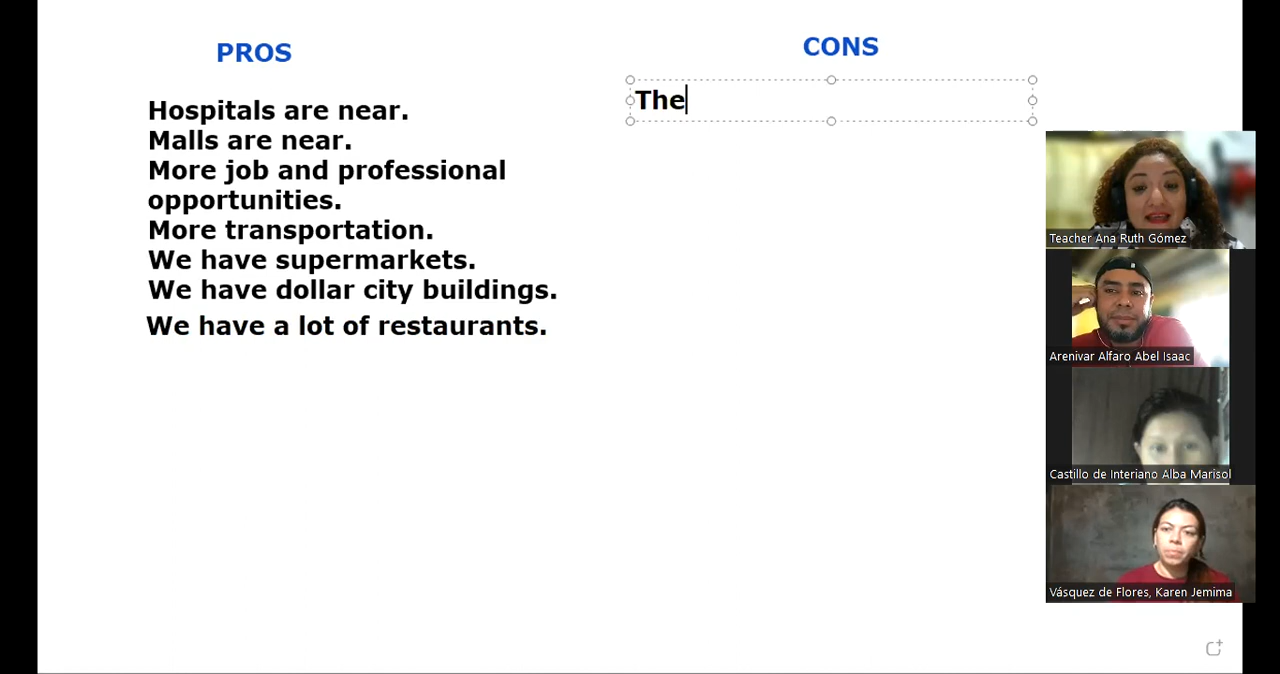 PROS
Hospitals are near.
Malls are near.
More job and professional
opportunities.
More transportation.
We have supermarkets.
We have dollar city buildings.
We have a lot of restaurants.
CONS
The
Teacher Ana Ruth Gómez
Arenivar Alfaro Abel Isaac
Castillo de Interiano Alba Marisol
Vásquez de Flores, Karen Jemima